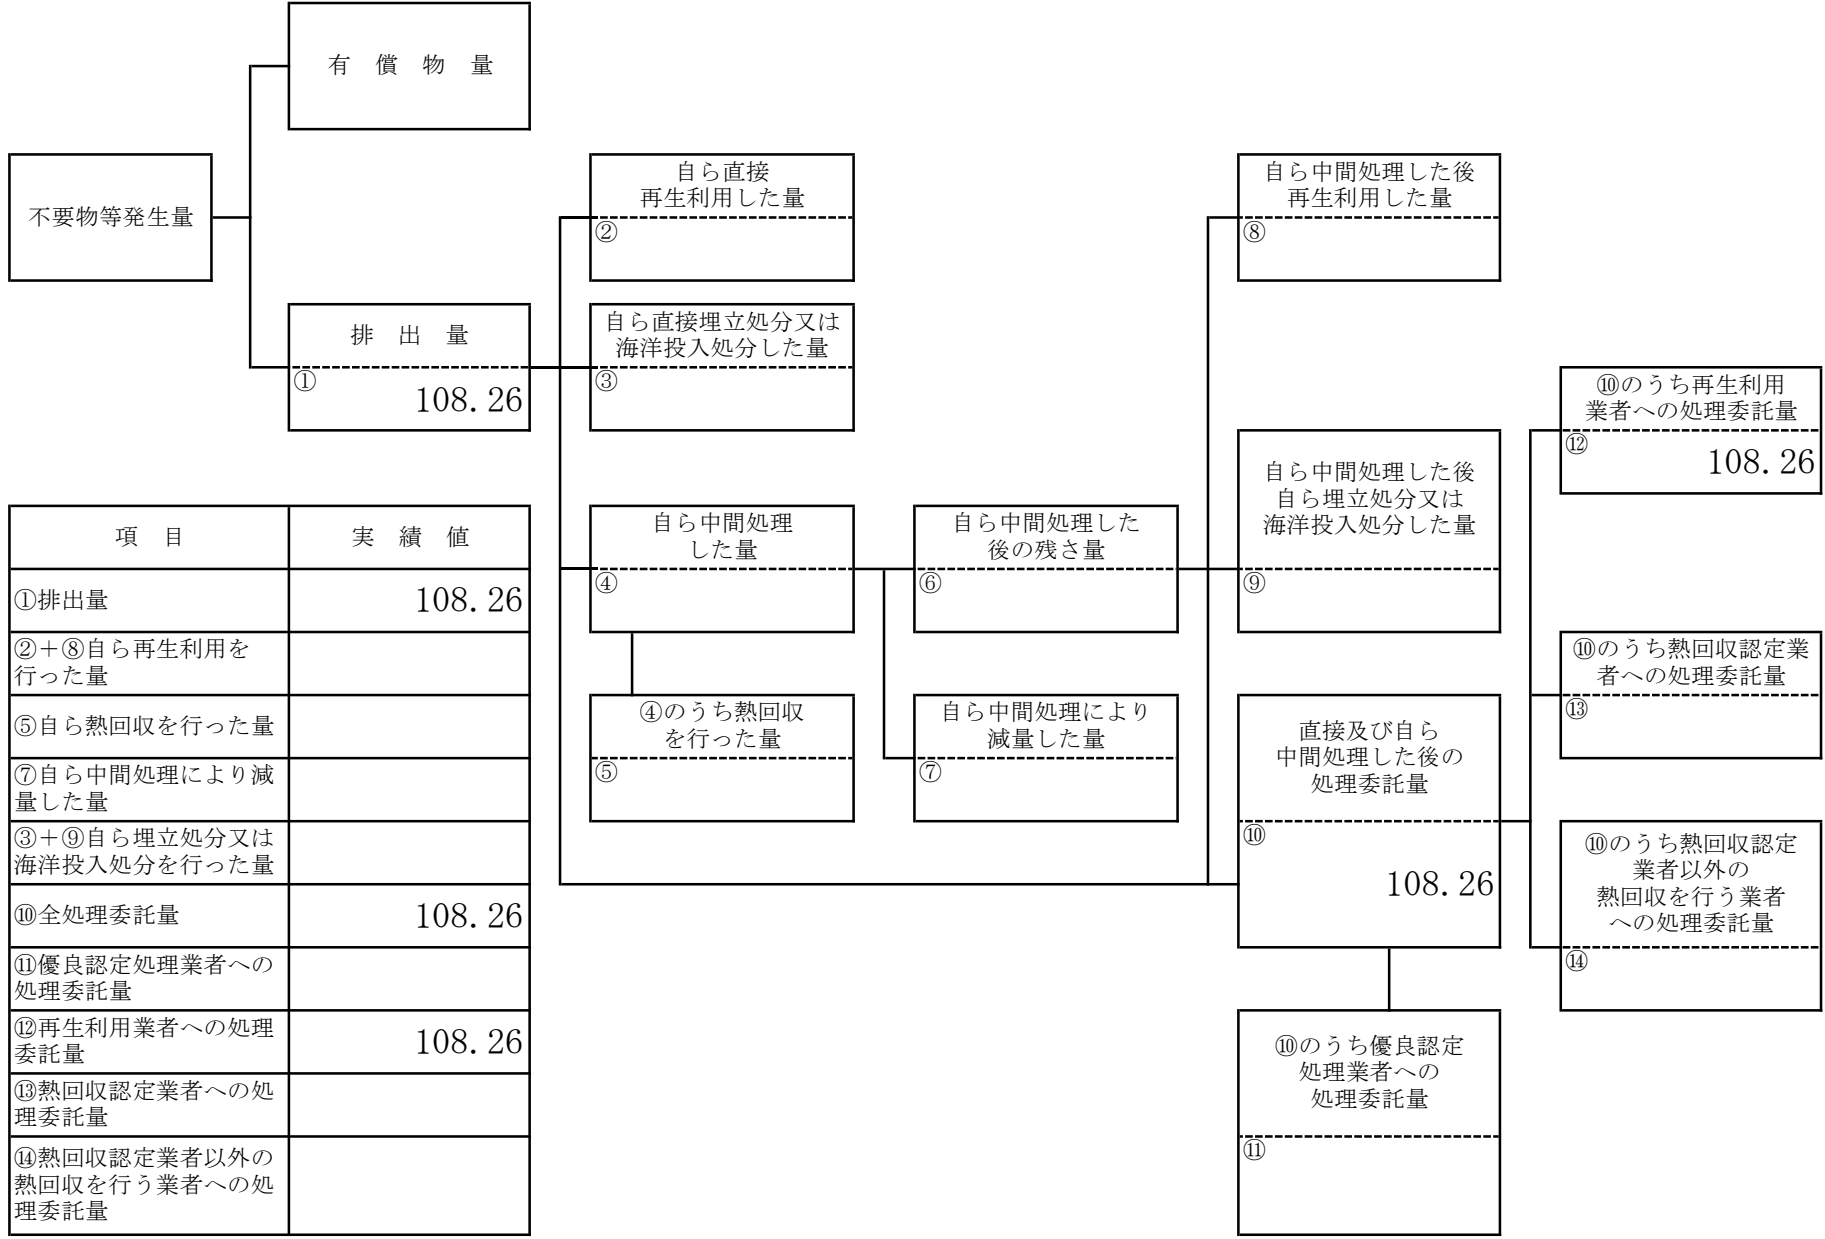 有　償　物　量
不要物等発生量
排　出　量
①
108.26
自ら直接
再生利用した量
②
自ら直接埋立処分又は
海洋投入処分した量
③
自ら中間処理
した量
④
④のうち熱回収
を行った量
⑤
自ら中間処理した
後の残さ量
⑥
自ら中間処理により
減量した量
⑦
自ら中間処理した後
再生利用した量
⑧
自ら中間処理した後
自ら埋立処分又は
海洋投入処分した量
⑨
直接及び自ら
中間処理した後の
処理委託量
⑩
108.26
⑩のうち優良認定
処理業者への
処理委託量
⑪
⑩のうち再生利用
業者への処理委託量
⑫
108.26
⑩のうち熱回収認定業
者への処理委託量
⑬
⑩のうち熱回収認定
業者以外の
熱回収を行う業者
への処理委託量
⑭
項　目
実　績　値
①排出量
108.26
②＋⑧自ら再生利用を
行った量
⑤自ら熱回収を行った量
⑦自ら中間処理により減
量した量
③＋⑨自ら埋立処分又は
海洋投入処分を行った量
⑩全処理委託量
108.26
⑪優良認定処理業者への
処理委託量
⑫再生利用業者への処理
委託量
108.26
⑬熱回収認定業者への処
理委託量
⑭熱回収認定業者以外の
熱回収を行う業者への処
理委託量